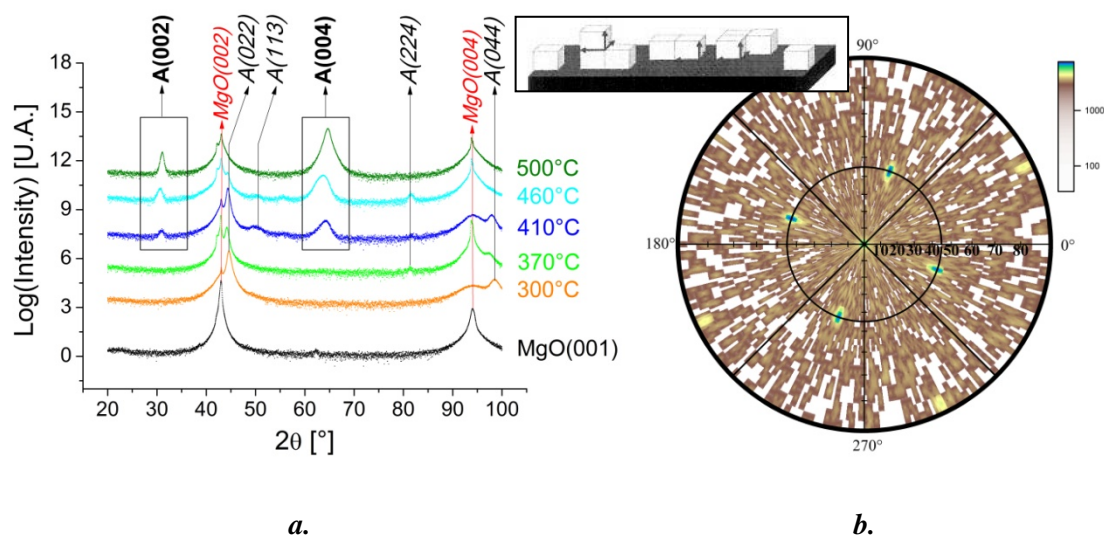 A(002)
MgO(002)
A(022)
A(113)
A(004)
A(224)
MgO(004)
A(044)
Log(Intensity) [U.A.]
18
15
12
9
6
3
0
500°C
460°C
410°C
370°C
300°C
MgO(001)
20 30 40 50 60 70 80 90 100
2θ [°]
a.
90°
180°
10 20 30 40 50 60 70 80
0°
270°
1000
100
b.